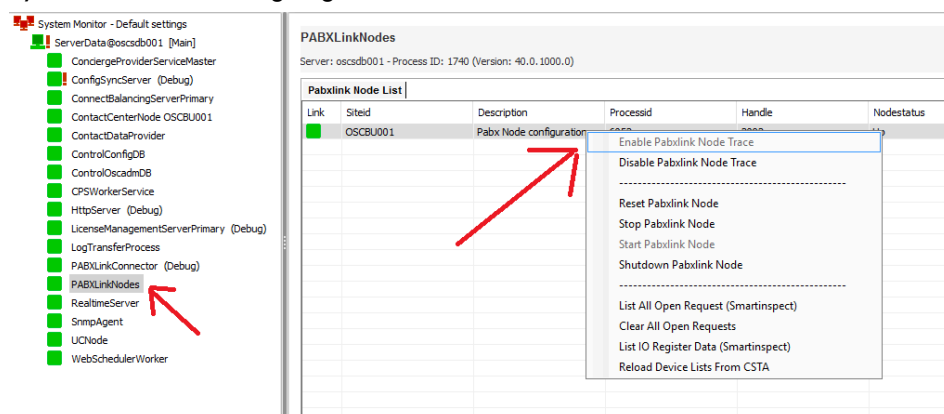 System Monitor - Default settings
ServerData@oscsdb001 [Main]
ConciergeProviderServiceMaster
ConfigSyncServer (Debug)
ConnectBalancingServerPrimary
ContactCenterNode OSCBU001
ContactDataProvider
ControlConfigDB
ControlOscadmDB
CPSWorkerService
HttpServer (Debug)
LicenseManagementServerPrimary (Debug)
LogTransferProcess
PABXLinkConnector (Debug)
PABXLinkNodes
RealtimeServer
SnmpAgent
UCNode
WebSchedulerWorker
PABXLinkNodes
Server: oscsdb001 - Process ID: 1740 (Version: 40.0.1000.0)
Pabxlink Node List
Link Siteid Description Processid Handle Nodestatus
OSCBU001 Pabx Node configuration
Enable Pabxlink Node Trace
Disable Pabxlink Node Trace
----------------------------------------------
Reset Pabxlink Node
Stop Pabxlink Node
Start Pabxlink Node
Shutdown Pabxlink Node
----------------------------------------------
List All Open Request (Smartinspect)
Clear All Open Requests
List IO Register Data (Smartinspect)
Reload Device Lists From CSTA